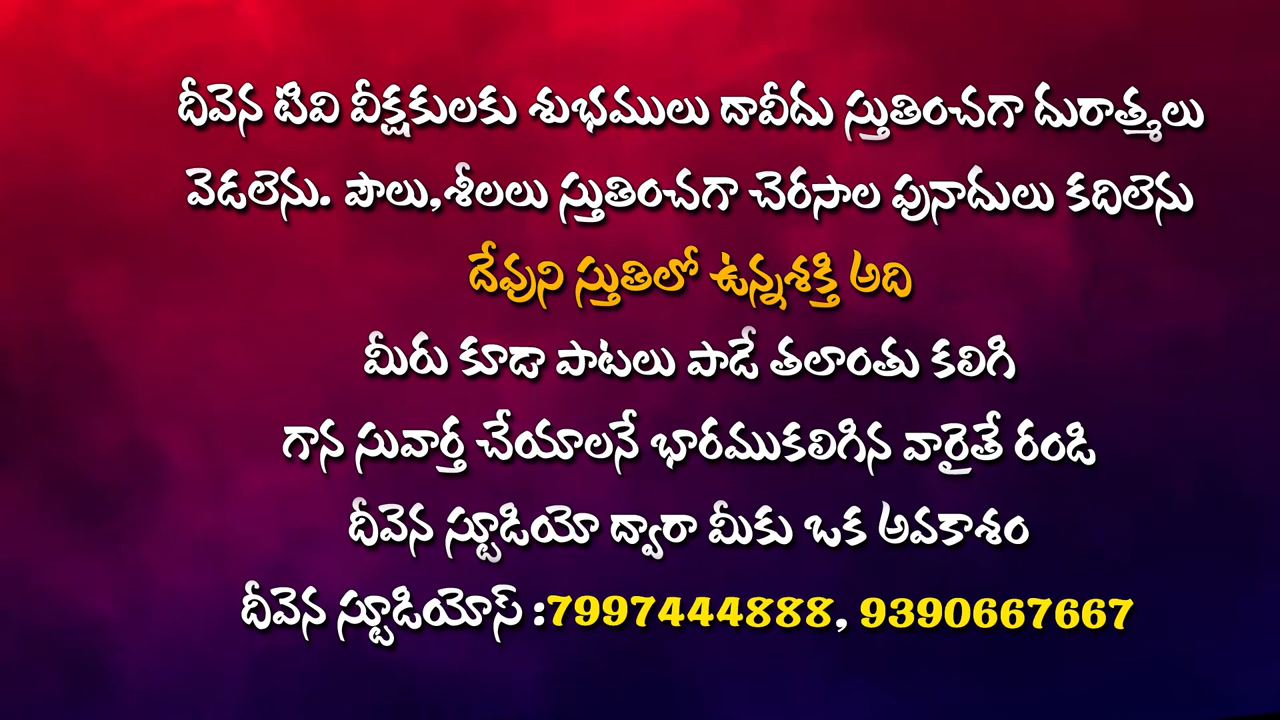 దీవెన టివి వీక్షకులకు శుభములు దావీదు స్తుతించగా దురాత్మలు
వెడలెను. పౌలు,శీలలు స్తుతించగా చెరసాల పునాదులు కదిలెను
దేవుని స్తుతిలో ఉన్నశక్తి అది
మీరు కూడా పాటలు పాడే తలాంతు కలిగి
గాన సువార్త చేయాలనే భారముకలిగిన వారైతే రండి
దీవెన స్టూడియో ద్వారా మీకు ఒక అవకాశం
దీవెన స్టూడియోస్ :7997444888, 9390667667